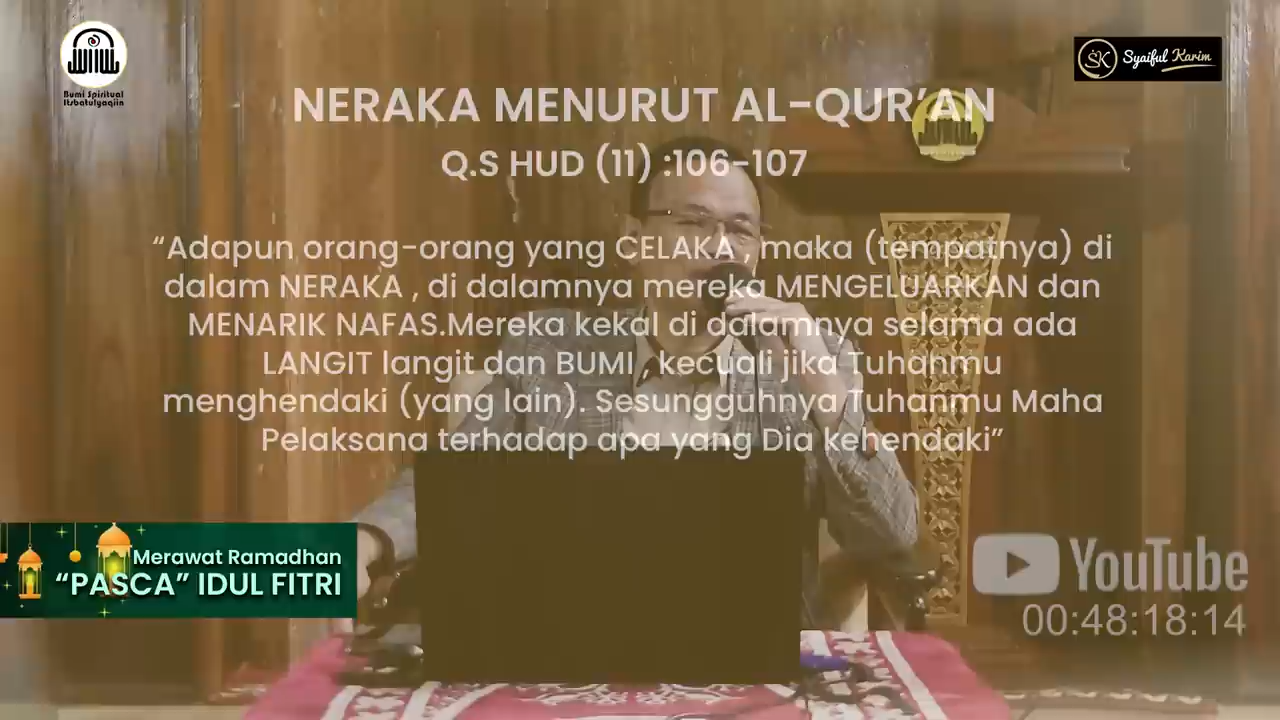 Bumi Spiritual
Itsbatulyaqiin
SK Syaiful Karim
NERAKA MENURUT AL-QUR’AN
Q.S HUD (11) :106-107
“Adapun orang-orang yang CELAKA , maka (tempatnya) di
dalam NERAKA , di dalamnya mereka MENGELUARKAN dan
MENARIK NAFAS.Mereka kekal di dalamnya selama ada
LANGIT langit dan BUMI , kecuali jika Tuhanmu
menghendaki (yang lain). Sesungguhnya Tuhanmu Maha
Pelaksana terhadap apa yang Dia kehendaki”
Merawat Ramadhan
“PASCA” IDUL FITRI
YouTube
00:48:18:14